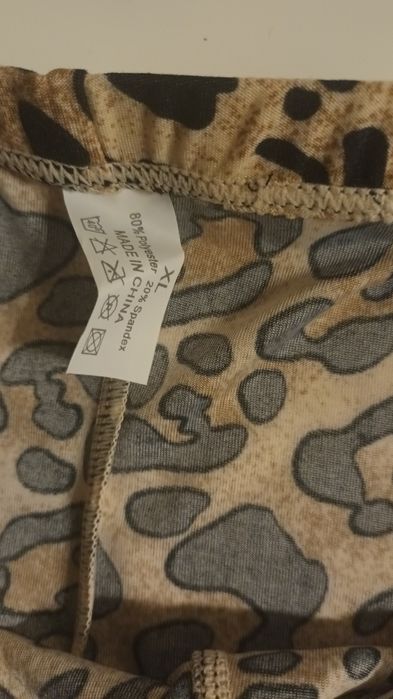 XL
80% Polyester 20% Spandex
MADE IN CHINA